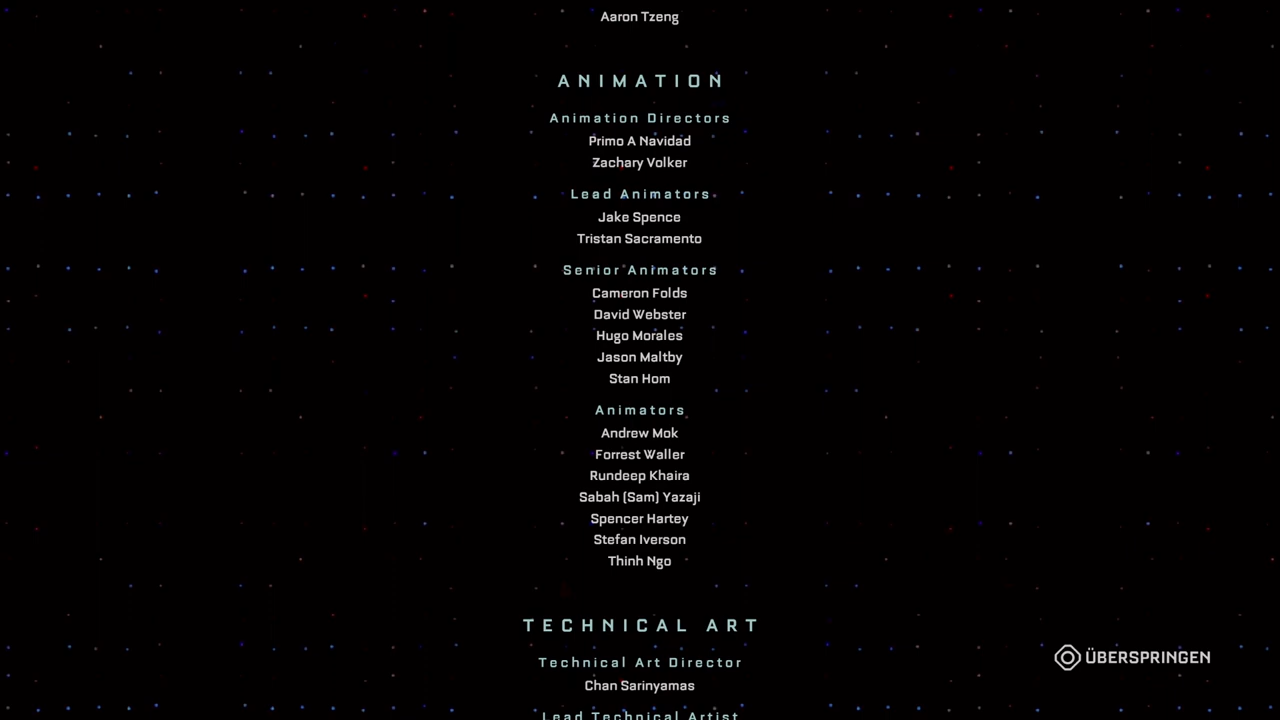 Aaron Tzeng
ANIMATION
Animation Directors
Primo A Navidad
Zachary Volker
Lead Animators
Jake Spence
Tristan Sacramento
Senior Animators
Cameron Folds
David Webster
Hugo Morales
Jason Maltby
Stan Hom
Animators
Andrew Mok
Forrest Waller
Rundeep Khaira
Sabah (Sam) Yazaji
Spencer Hartey
Stefan Iverson
Thinh Ngo
TECHNICAL ART
Technical Art Director
Chan Sarinyamas
Lead Technical Artist
ÜBERSPRINGEN